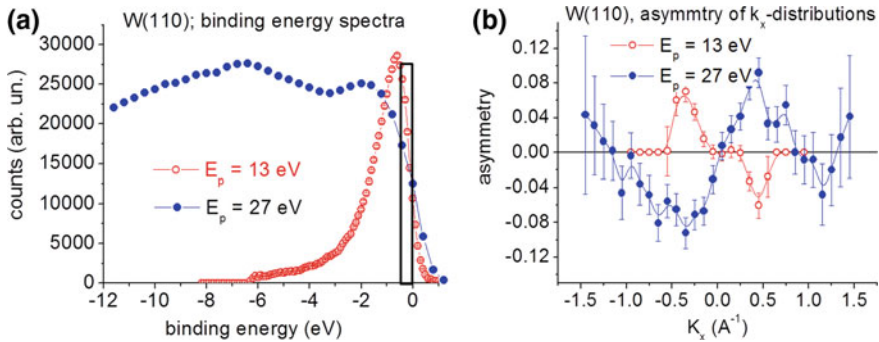 (a)
W(110); binding energy spectra
30000
25000
20000
15000
10000
5000
0
counts (arb. un.)
E_p = 13 eV
E_p = 27 eV
-12 -10 -8 -6 -4 -2 0
binding energy (eV)
(b)
W(110), asymmtry of k_x-distributions
E_p = 13 eV
E_p = 27 eV
0.12
0.08
0.04
0.00
-0.04
-0.08
-0.12
asymmetry
-1.5 -1.0 -0.5 0.0 0.5 1.0 1.5
K_x (A^-1)